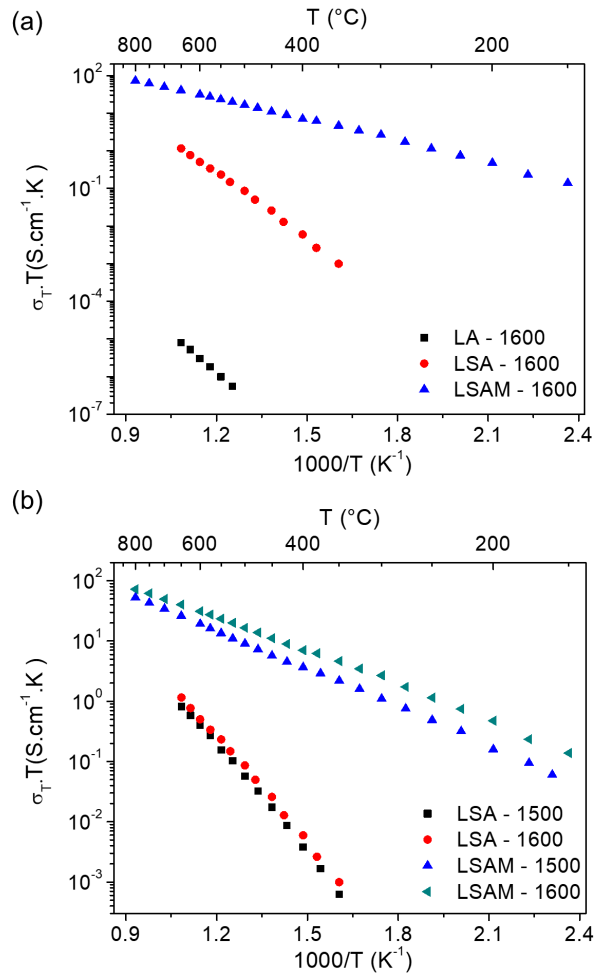 (a)
T (°C)
800 600 400 200
10²
10⁻¹
10⁻⁴
10⁻⁷
σ_T.T(S.cm⁻¹.K)
LA - 1600
LSA - 1600
LSAM - 1600
0.9 1.2 1.5 1.8 2.1 2.4
1000/T (K⁻¹)
(b)
T (°C)
800 600 400 200
10²
10¹
10⁰
10⁻¹
10⁻²
10⁻³
σ_T.T(S.cm⁻¹.K )
LSA - 1500
LSA - 1600
LSAM - 1500
LSAM - 1600
0.9 1.2 1.5 1.8 2.1 2.4
1000/T (K⁻¹)